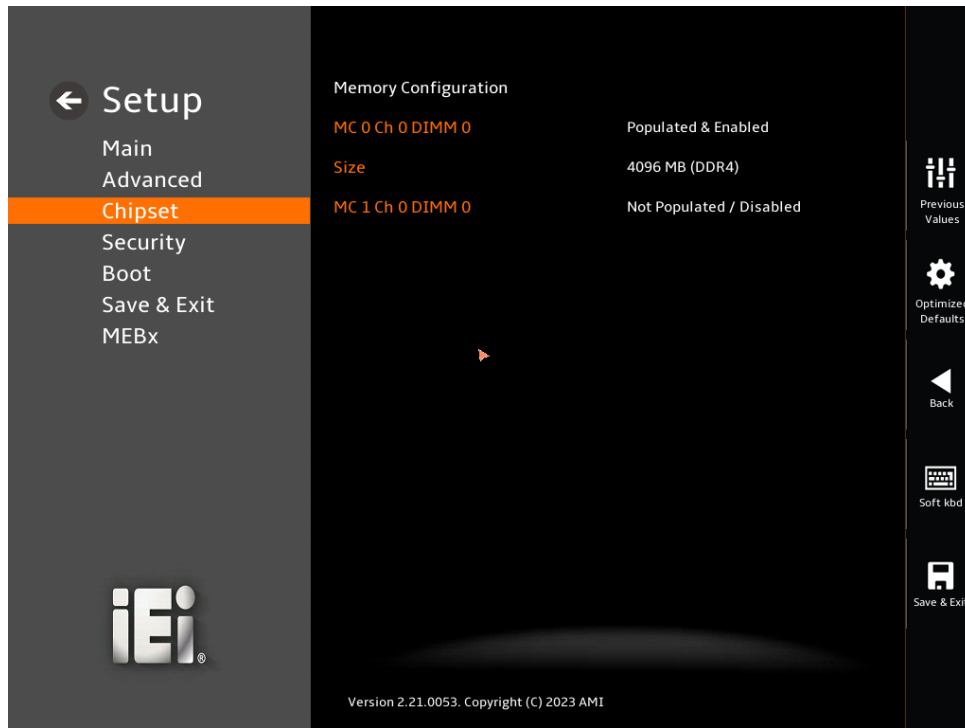 Setup
Main
Advanced
Chipset
Security
Boot
Save & Exit
MEBx
iEi®
Memory Configuration
MC 0 Ch 0 DIMM 0 Populated & Enabled
Size 4096 MB (DDR4)
MC 1 Ch 0 DIMM 0 Not Populated / Disabled
Version 2.21.0053. Copyright (C) 2023 AMI
Previous
Values
Optimized
Defaults
Back
Soft kbd
Save & Exit